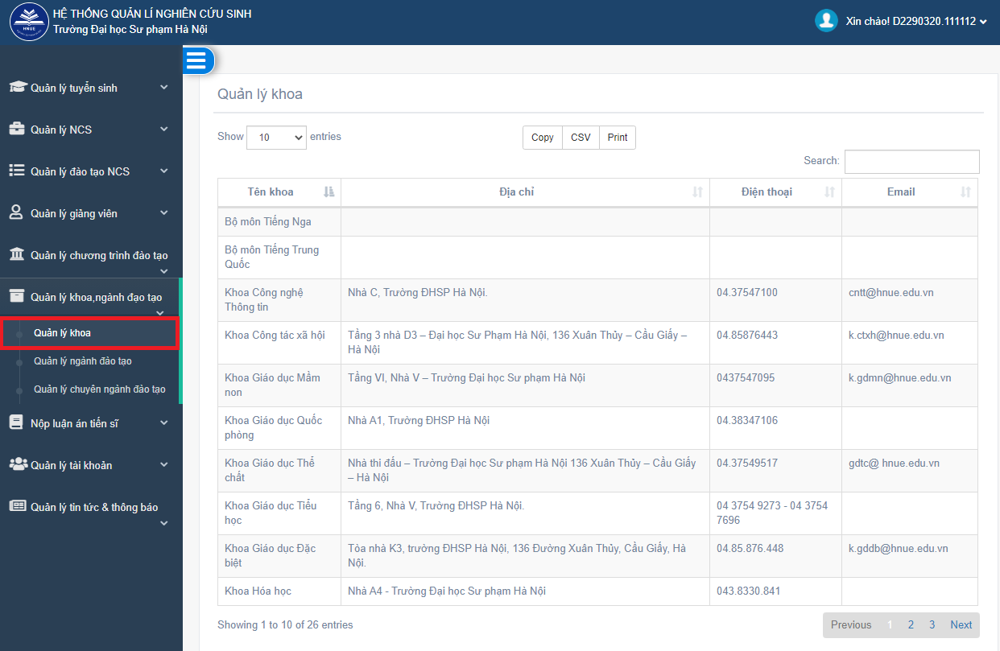 HỆ THỐNG QUẢN LÍ NGHIÊN CỨU SINH
Trường Đại học Sư phạm Hà Nội
HNUE
Xin chào! D2290320.111112
Quản lý tuyển sinh
Quản lý NCS
Quản lý đào tạo NCS
Quản lý giảng viên
Quản lý chương trình đào tạo
Quản lý khoa,ngành đạo tạo
Quản lý khoa
Quản lý ngành đào tạo
Quản lý chuyên ngành đào tạo
Nộp luận án tiến sĩ
Quản lý tài khoản
Quản lý tin tức & thông báo
Quản lý khoa
Show 10 entries
Copy CSV Print
Search:
Tên khoa Địa chỉ Điện thoại Email
Bộ môn Tiếng Nga
Bộ môn Tiếng Trung
Quốc
Khoa Công nghệ Nhà C, Trường ĐHSP Hà Nội. 04.37547100 cntt@hnue.edu.vn
Thông tin
Khoa Công tác xã hội Tầng 3 nhà D3 – Đai học Sư Phạm Hà Nội, 136 Xuân Thủy – Cầu Giấy – 04.85876443 k.ctxh@hnue.edu.vn
Hà Nội
Khoa Giáo dục Mầm Tầng VI, Nhà V – Trường Đại học Sư phạm Hà Nội 0437547095 k.gdmn@hnue.edu.vn
non
Khoa Giáo dục Quốc Nhà A1, Trường ĐHSP Hà Nội 04.38347106
phòng
Khoa Giáo dục Thể Nhà thi đấu – Trường Đại học Sư phạm Hà Nội 136 Xuân Thủy – Cầu Giấy 04.37549517 gdtc@ hnue.edu.vn
chất – Hà Nội
Khoa Giáo dục Tiểu Tầng 6, Nhà V, Trường ĐHSP Hà Nội. 04 3754 9273 - 04 3754
học 7696
Khoa Giáo dục Đặc Tòa nhà K3, trường ĐHSP Hà Nội, 136 Đường Xuân Thủy, Cầu Giấy, Hà 04.85.876.448 k.gddb@hnue.edu.vn
biệt Nội.
Khoa Hóa học Nhà A4 - Trường Đại học Sư phạm Hà Nội 043.8330.841
Showing 1 to 10 of 26 entries
Previous 1 2 3 Next